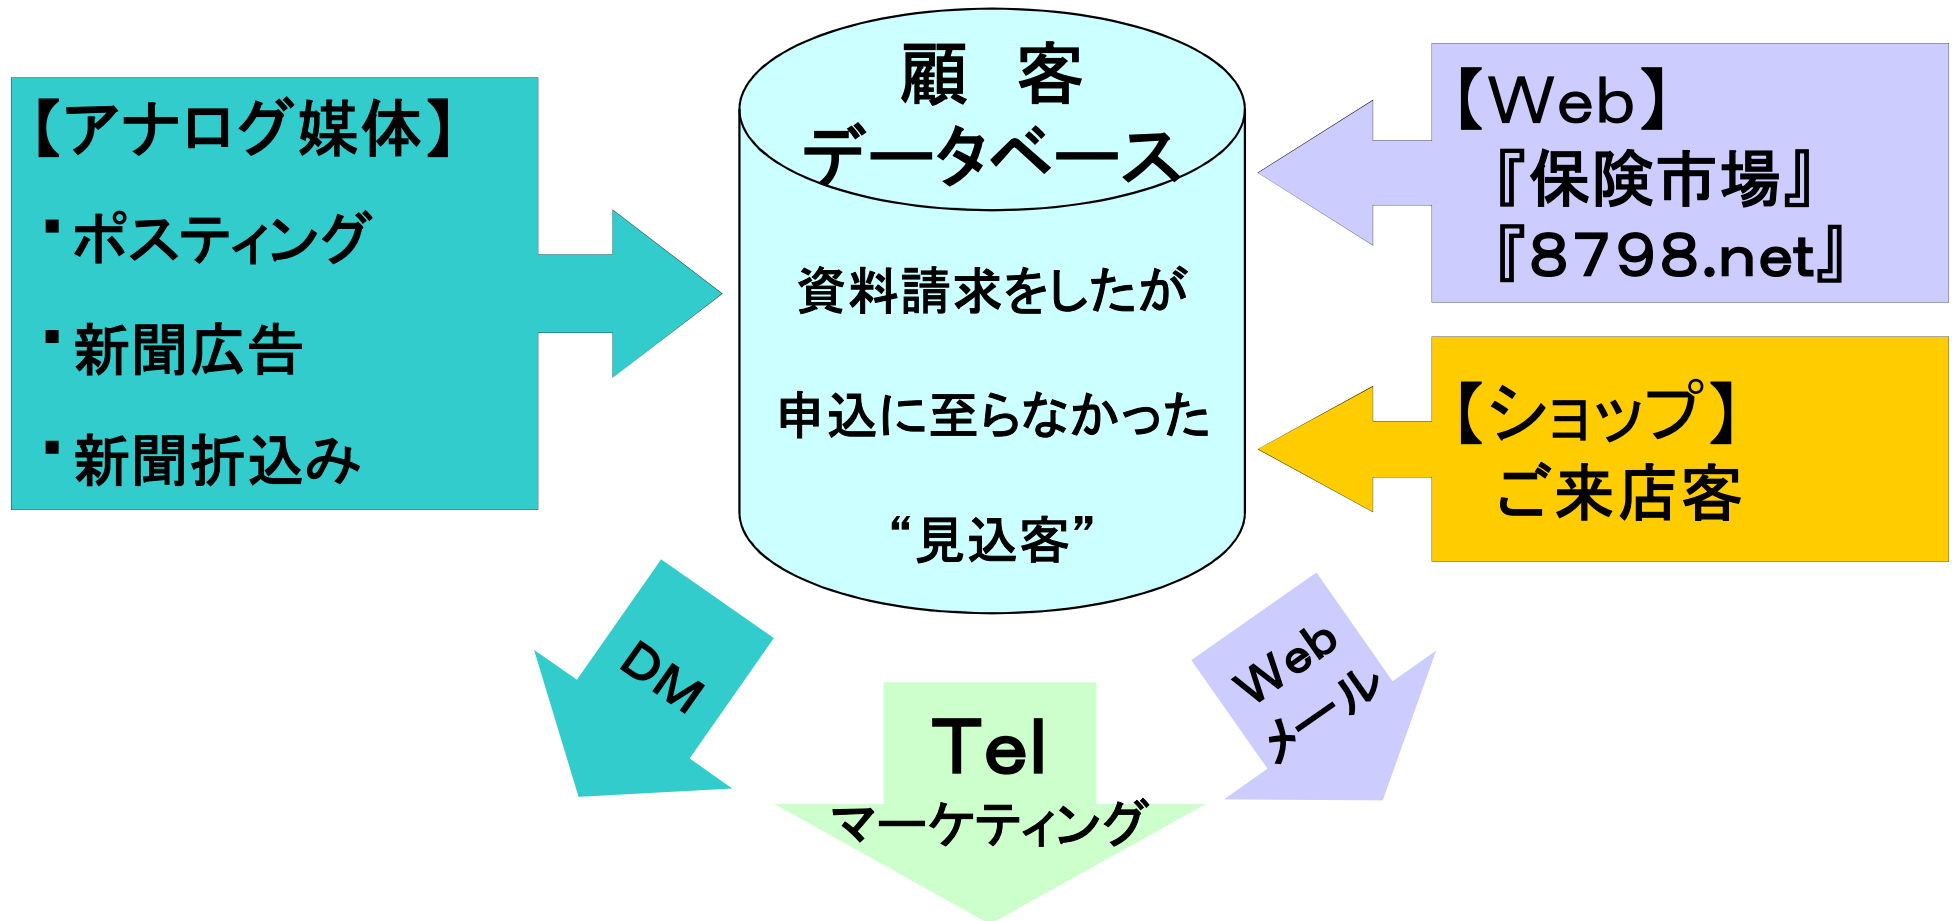 【アナログ媒体】
▪ポスティング
▪新聞広告
▪新聞折込み
顧　客
データベース
資料請求をしたが
申込に至らなかった
“見込客”
【Ｗｅｂ】
『保険市場』
『８７９８.ｎｅｔ』
【ショップ】
ご来店客
ＤＭ
Ｔｅｌ
マーケティング
Ｗｅｂ
メール